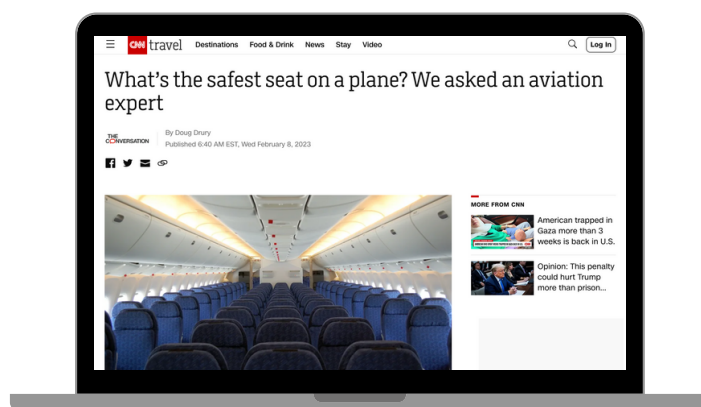 CNN travel Destinations Food & Drink News Stay Video Log In
What's the safest seat on a plane? We asked an aviation
expert
THE
CONVERSATION
By Doug Drury
Published 6:40 AM EST, Wed February 8, 2023
MORE FROM CNN
American trapped in
Gaza more than 3
weeks is back in U.S.
Opinion: This penalty
could hurt Trump
more than prison...